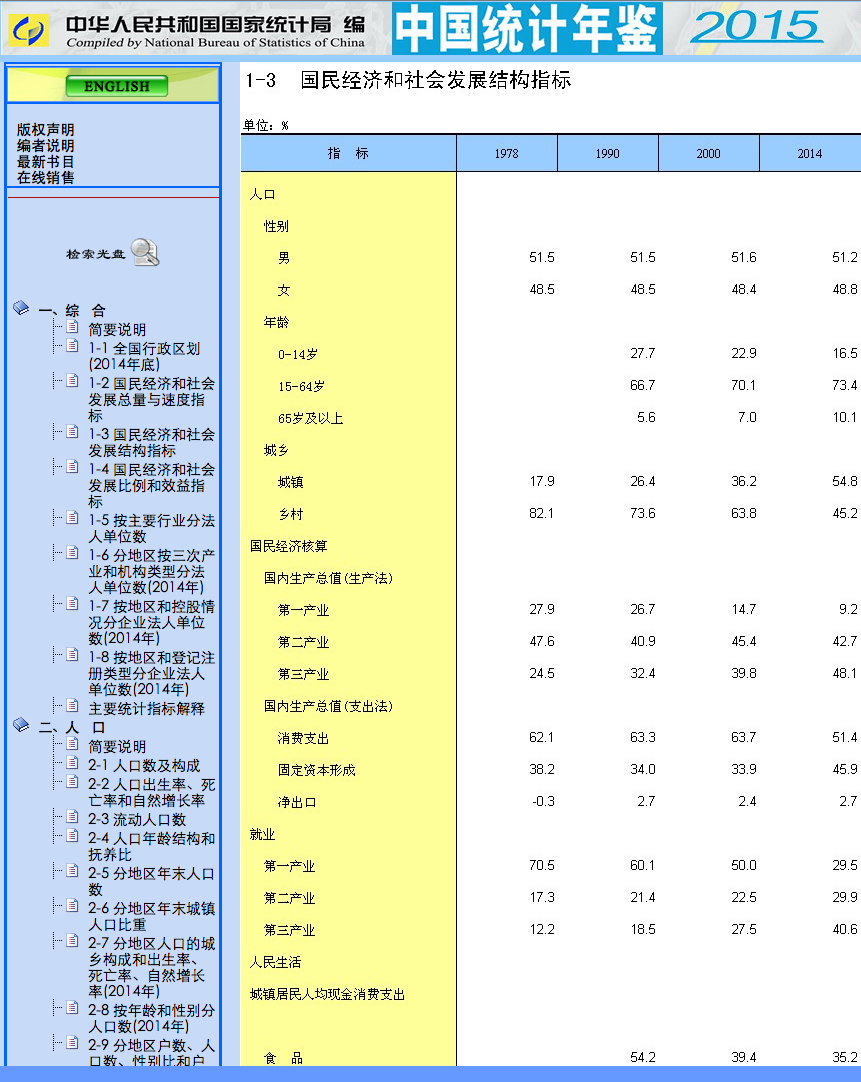 中华人民共和国国家统计局 编
Compiled by National Bureau of Statistics of China
中国统计年鉴
2015
ENGLISH
版权声明
编者说明
最新书目
在线销售
检索光盘
一、综 合
简要说明
1-1 全国行政区划
(2014年底)
1-2 国民经济和社会
发展总量与速度指
标
1-3 国民经济和社会
发展结构指标
1-4 国民经济和社会
发展比例和效益指
标
1-5 按主要行业分法
人单位数
1-6 分地区按三次产
业和机构类型分法
人单位数(2014年)
1-7 按地区和控股情
况分企业法人单位
数(2014年)
1-8 按地区和登记注
册类型分企业法人
单位数(2014年)
主要统计指标解释
二、人 口
简要说明
2-1 人口数及构成
2-2 人口出生率、死
亡率和自然增长率
2-3 流动人口数
2-4 人口年龄结构和
抚养比
2-5 分地区年末人口
数
2-6 分地区年末城镇
人口比重
2-7 分地区人口的城
乡构成和出生率、
死亡率、自然增长
率(2014年)
2-8 按年龄和性别分
人口数(2014年)
2-9 分地区户数、人
口数、性别比和户
1-3 国民经济和社会发展结构指标
单位: %
指 标 1978 1990 2000 2014
人口
性别
男 51.5 51.5 51.6 51.2
女 48.5 48.5 48.4 48.8
年龄
0-14岁 27.7 22.9 16.5
15-64岁 66.7 70.1 73.4
65岁及以上 5.6 7.0 10.1
城乡
城镇 17.9 26.4 36.2 54.8
乡村 82.1 73.6 63.8 45.2
国民经济核算
国内生产总值(生产法)
第一产业 27.9 26.7 14.7 9.2
第二产业 47.6 40.9 45.4 42.7
第三产业 24.5 32.4 39.8 48.1
国内生产总值(支出法)
消费支出 62.1 63.3 63.7 51.4
固定资本形成 38.2 34.0 33.9 45.9
净出口 -0.3 2.7 2.4 2.7
就业
第一产业 70.5 60.1 50.0 29.5
第二产业 17.3 21.4 22.5 29.9
第三产业 12.2 18.5 27.5 40.6
人民生活
城镇居民人均现金消费支出
食 品 54.2 39.4 35.2